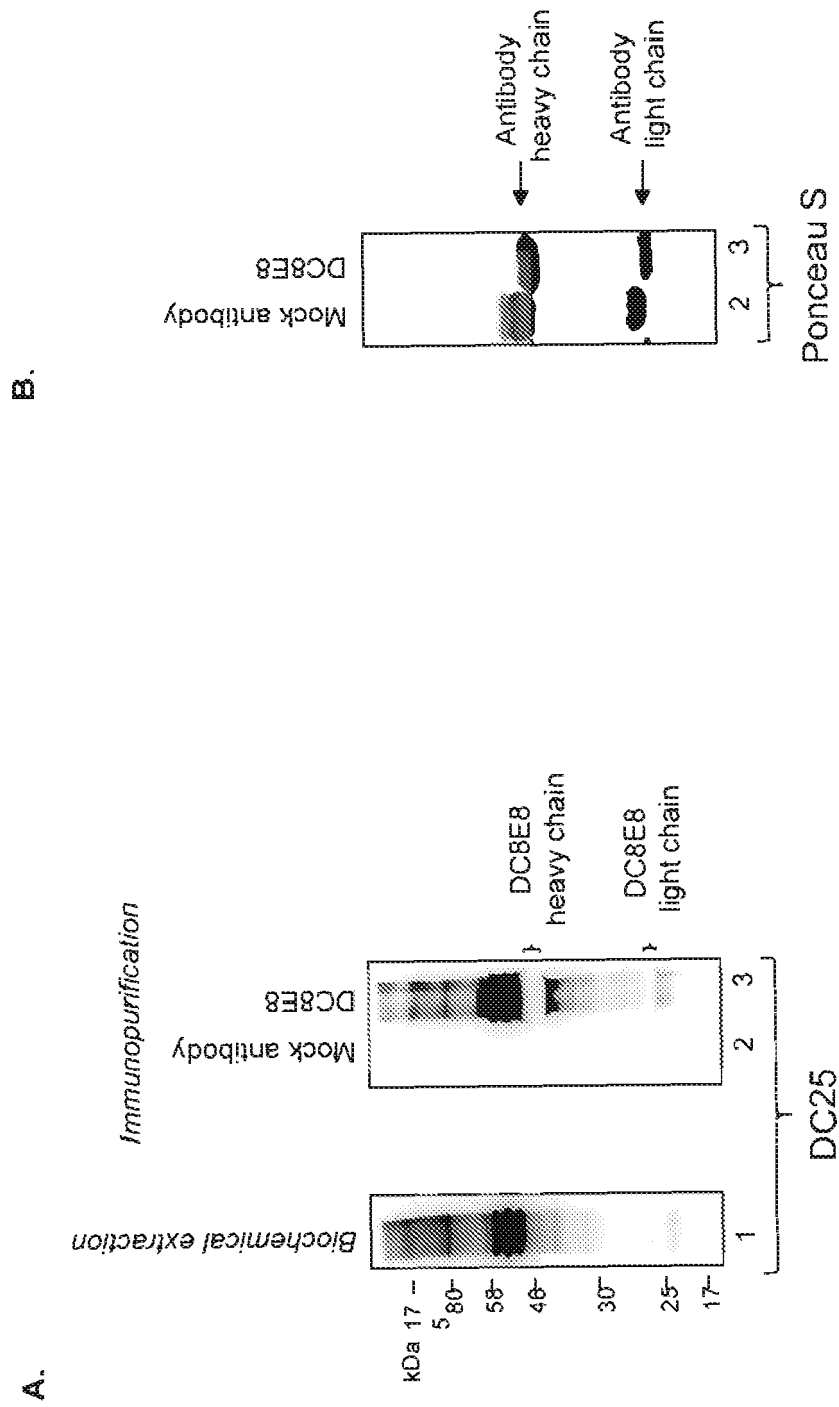 A.
Immunopurification
Biochemical extraction
Mock antibody
DC8E8
kDa 17
5
80
58
46
30
25
17
DC8E8
heavy chain
DC8E8
light chain
1
2
3
DC25
B.
Mock antibody
DC8E8
Antibody
heavy chain
Antibody
light chain
2
3
Ponceau S